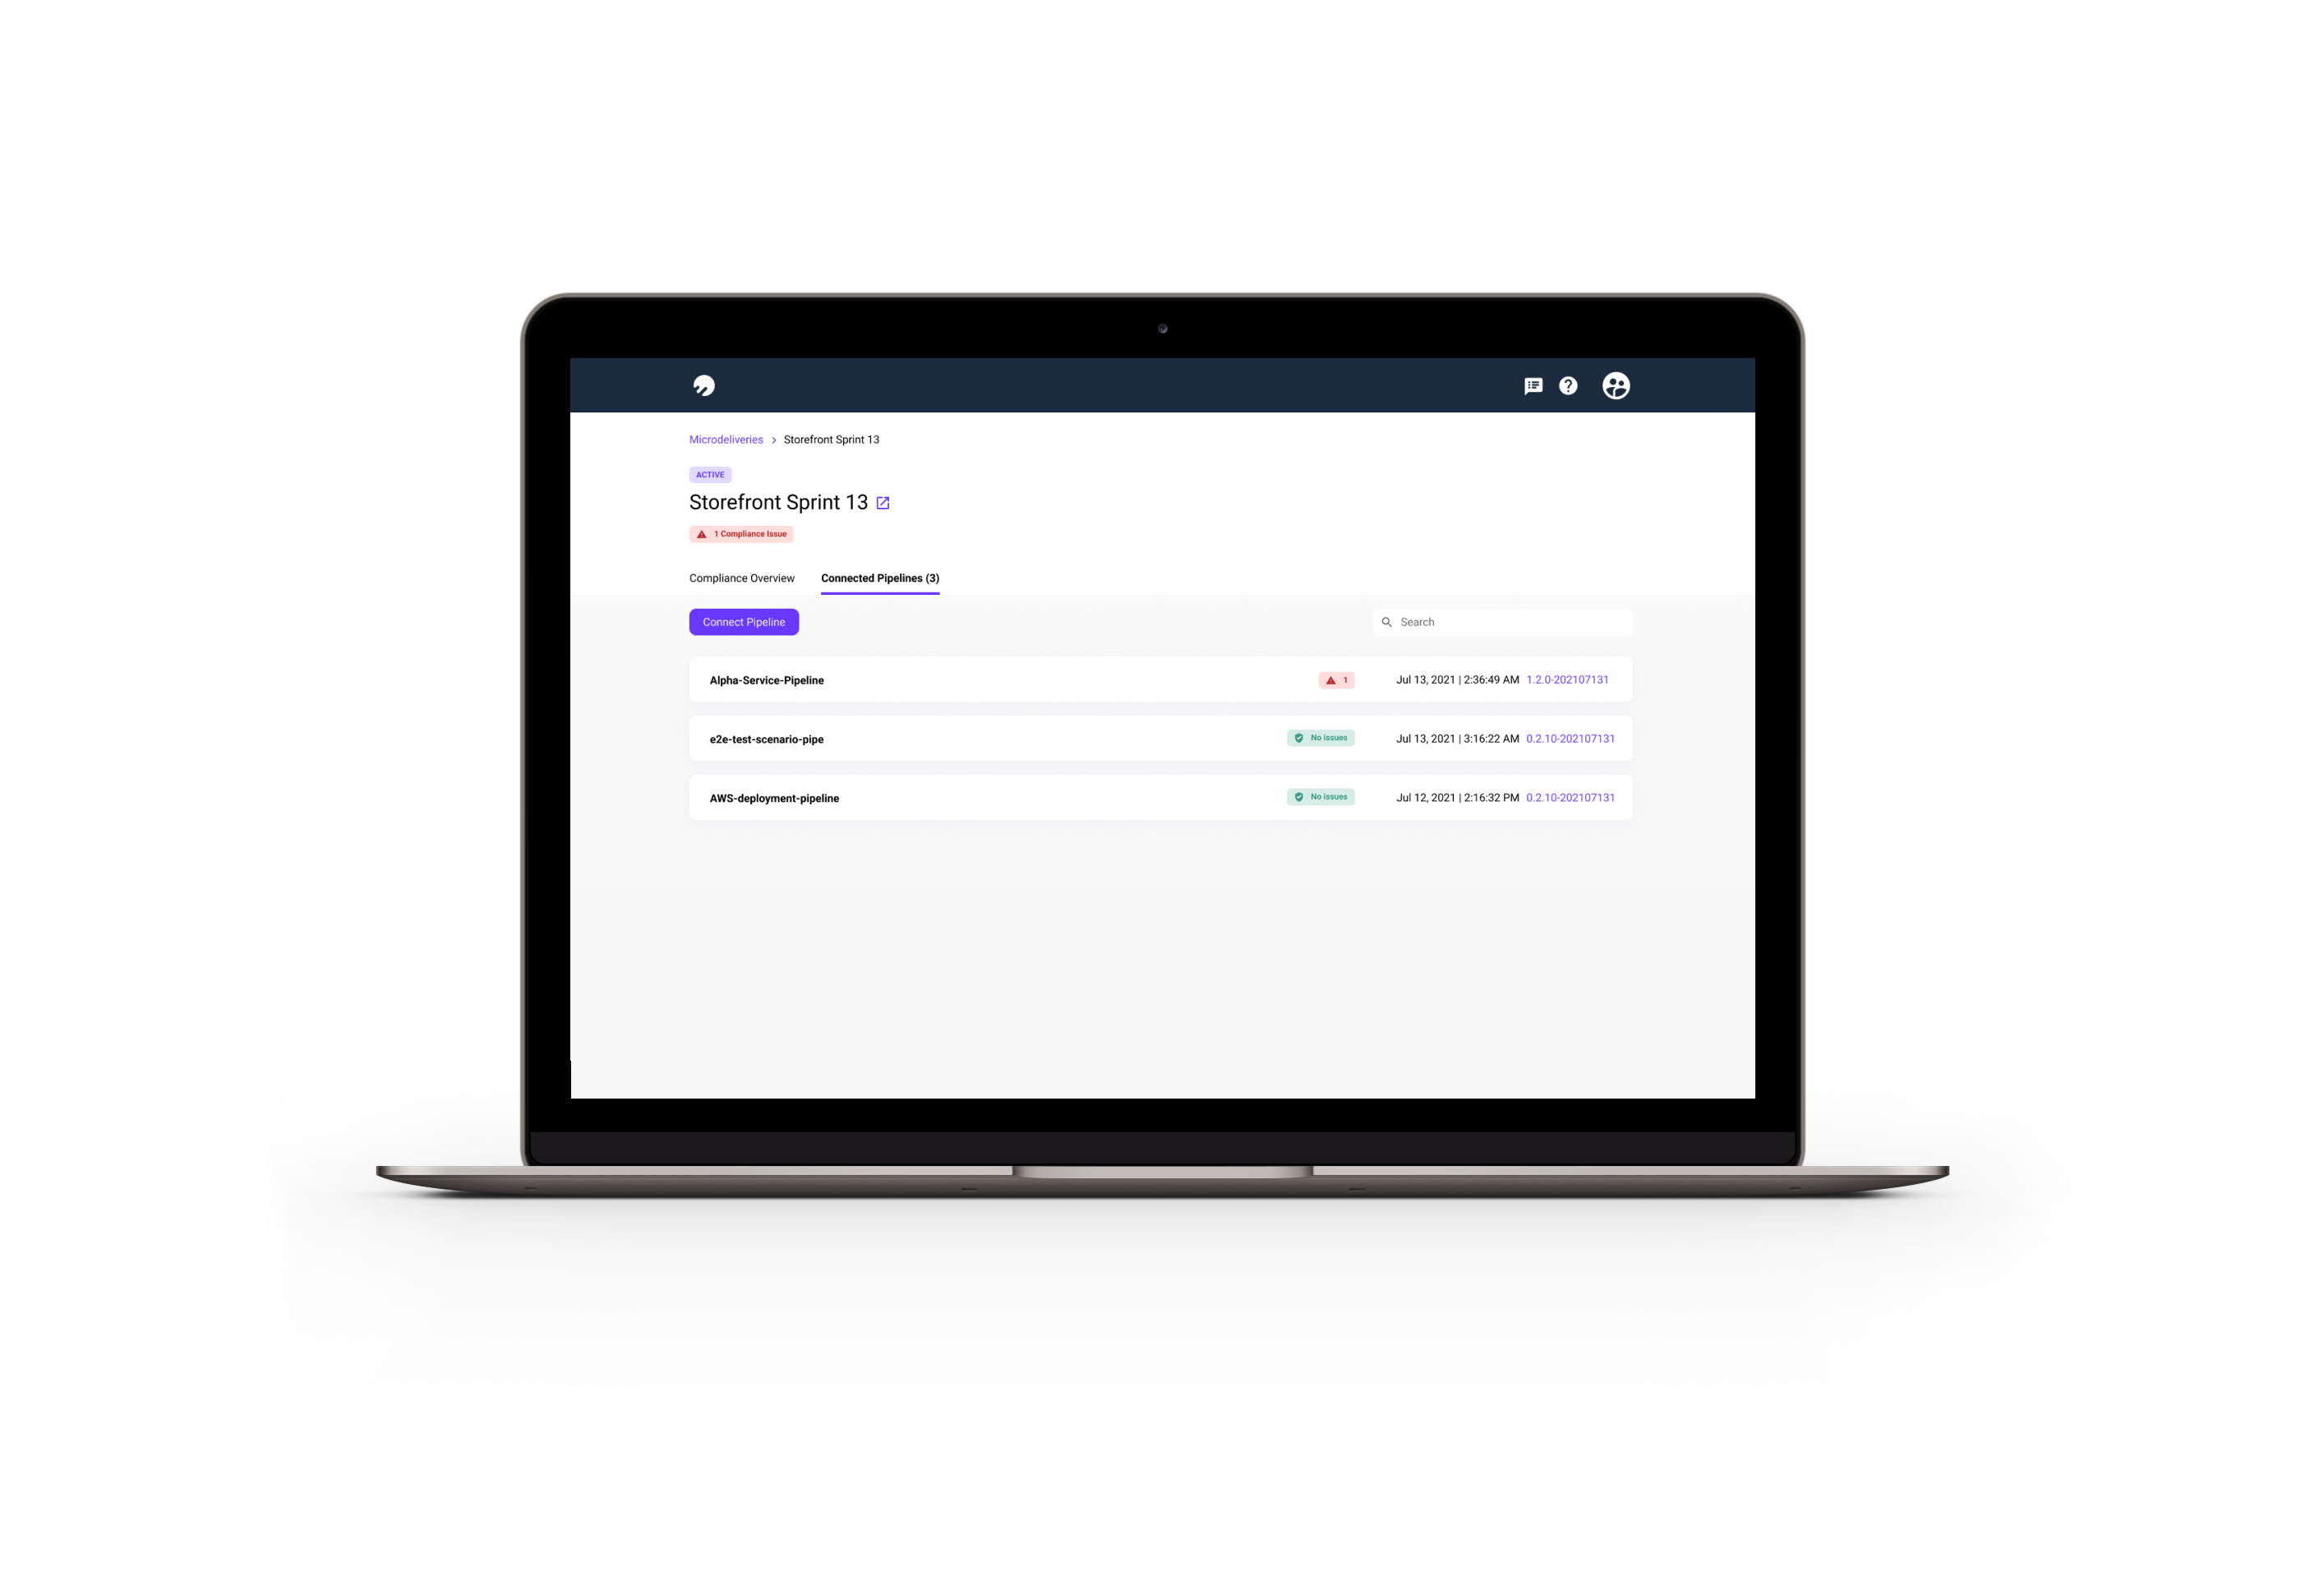 Microdeliveries > Storefront Sprint 13
ACTIVE
Storefront Sprint 13
1 Compliance Issue
Compliance Overview Connected Pipelines (3)
Connect Pipeline Search
Alpha-Service-Pipeline 1 Jul 13, 2021 | 2:36:49 AM 1.2.0-202107131
e2e-test-scenario-pipe No issues Jul 13, 2021 | 3:16:22 AM 0.2.10-202107131
AWS-deployment-pipeline No issues Jul 12, 2021 | 2:16:32 PM 0.2.10-202107131